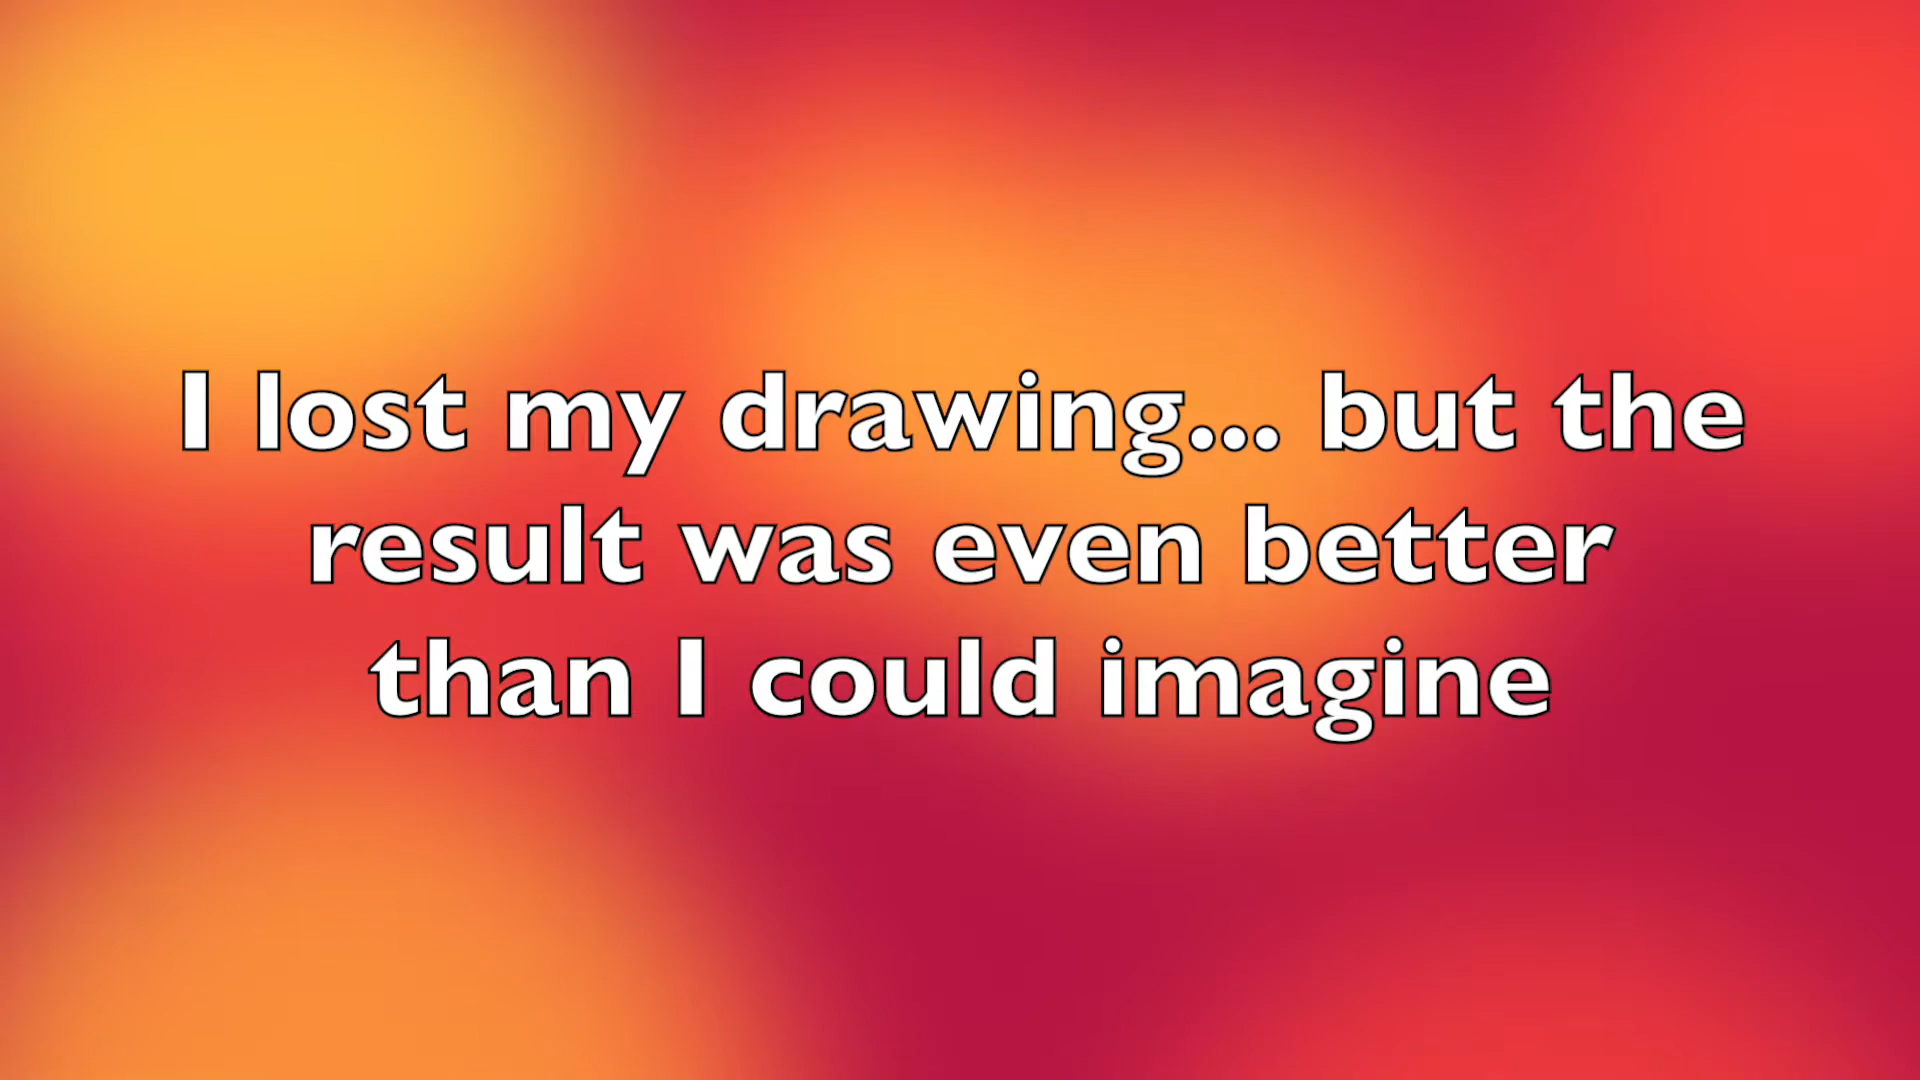 I lost my drawing... but the
result was even better
than I could imagine